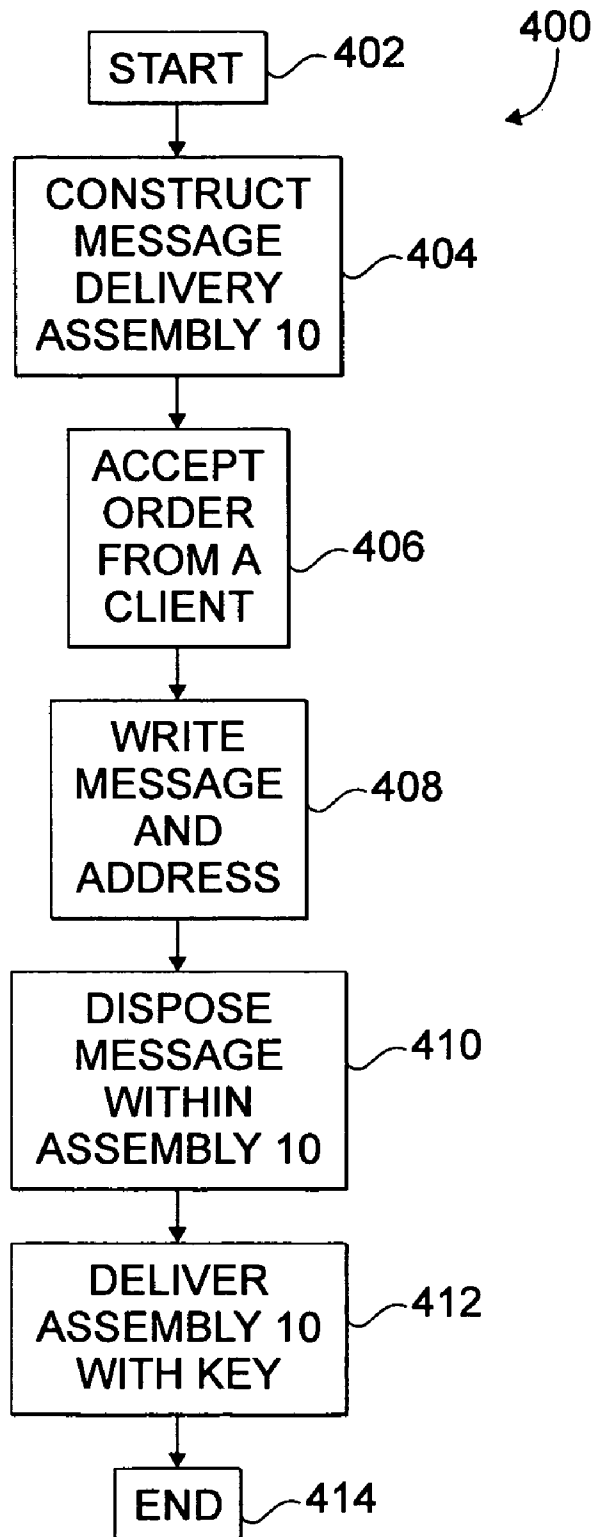 400
START
402
CONSTRUCT
MESSAGE
DELIVERY
ASSEMBLY 10
404
ACCEPT
ORDER
FROM A
CLIENT
406
WRITE
MESSAGE
AND
ADDRESS
408
DISPOSE
MESSAGE
WITHIN
ASSEMBLY 10
410
DELIVER
ASSEMBLY 10
WITH KEY
412
END
414